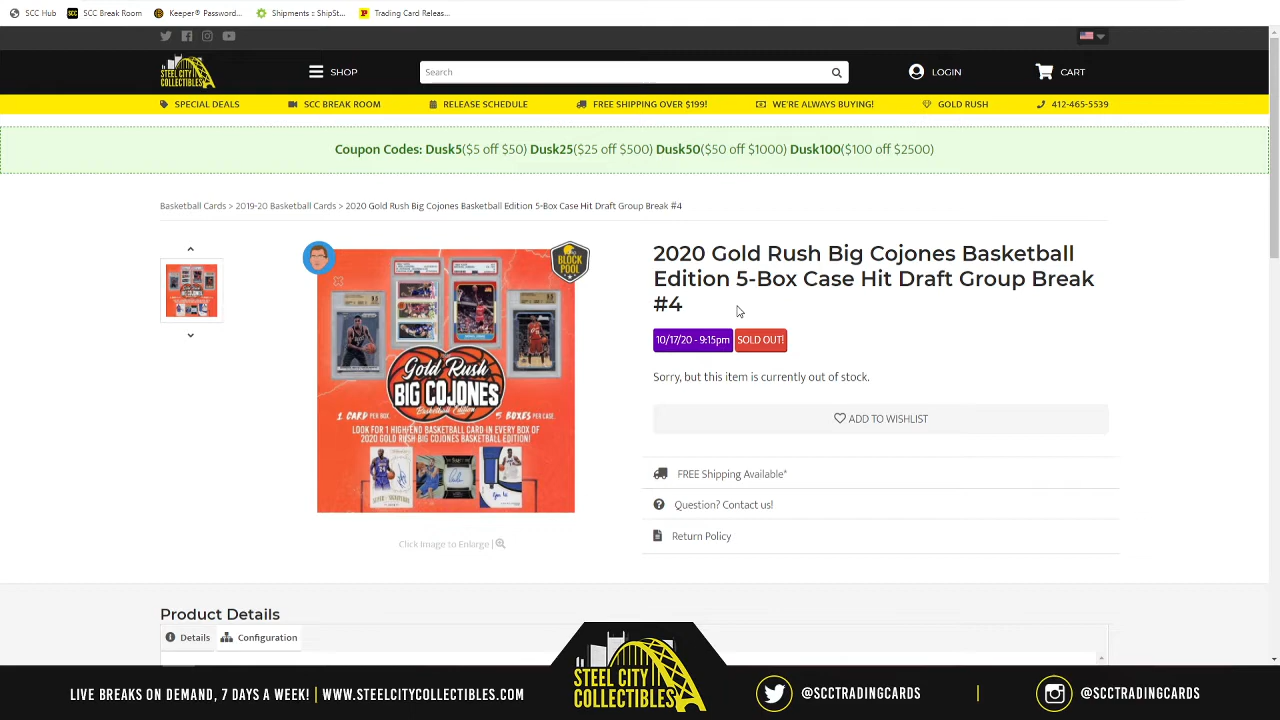 SCC Hub SCC Break Room Keeper® Password... Shipments :: ShipSt... Trading Card Releas...
STEEL CITY COLLECTIBLES
SHOP Search LOGIN CART
SPECIAL DEALS SCC BREAK ROOM RELEASE SCHEDULE FREE SHIPPING OVER $199! WE'RE ALWAYS BUYING! GOLD RUSH 412-465-5539
Coupon Codes: Dusk5($5 off $50) Dusk25($25 off $500) Dusk50($50 off $1000) Dusk100($100 off $2500)
Basketball Cards > 2019-20 Basketball Cards > 2020 Gold Rush Big Cojones Basketball Edition 5-Box Case Hit Draft Group Break #4
BLOCK
POOL
Gold Rush
BIG COJONES
Basketball Edition
1 CARD PER BOX. 5 BOXES PER CASE.
LOOK FOR 1 HIGH-END BASKETBALL CARD IN EVERY BOX OF
2020 GOLD RUSH BIG COJONES BASKETBALL EDITION!
Click Image to Enlarge |
2020 Gold Rush Big Cojones Basketball
Edition 5-Box Case Hit Draft Group Break
#4
10/17/20 - 9:15pm SOLD OUT!
Sorry, but this item is currently out of stock.
ADD TO WISHLIST
FREE Shipping Available*
Question? Contact us!
Return Policy
Product Details
Details Configuration
LIVE BREAKS ON DEMAND, 7 DAYS A WEEK! | WWW.STEELCITYCOLLECTIBLES.COM
STEEL CITY
COLLECTIBLES
@SCCTRADINGCARDS | @SCCTRADINGCARDS